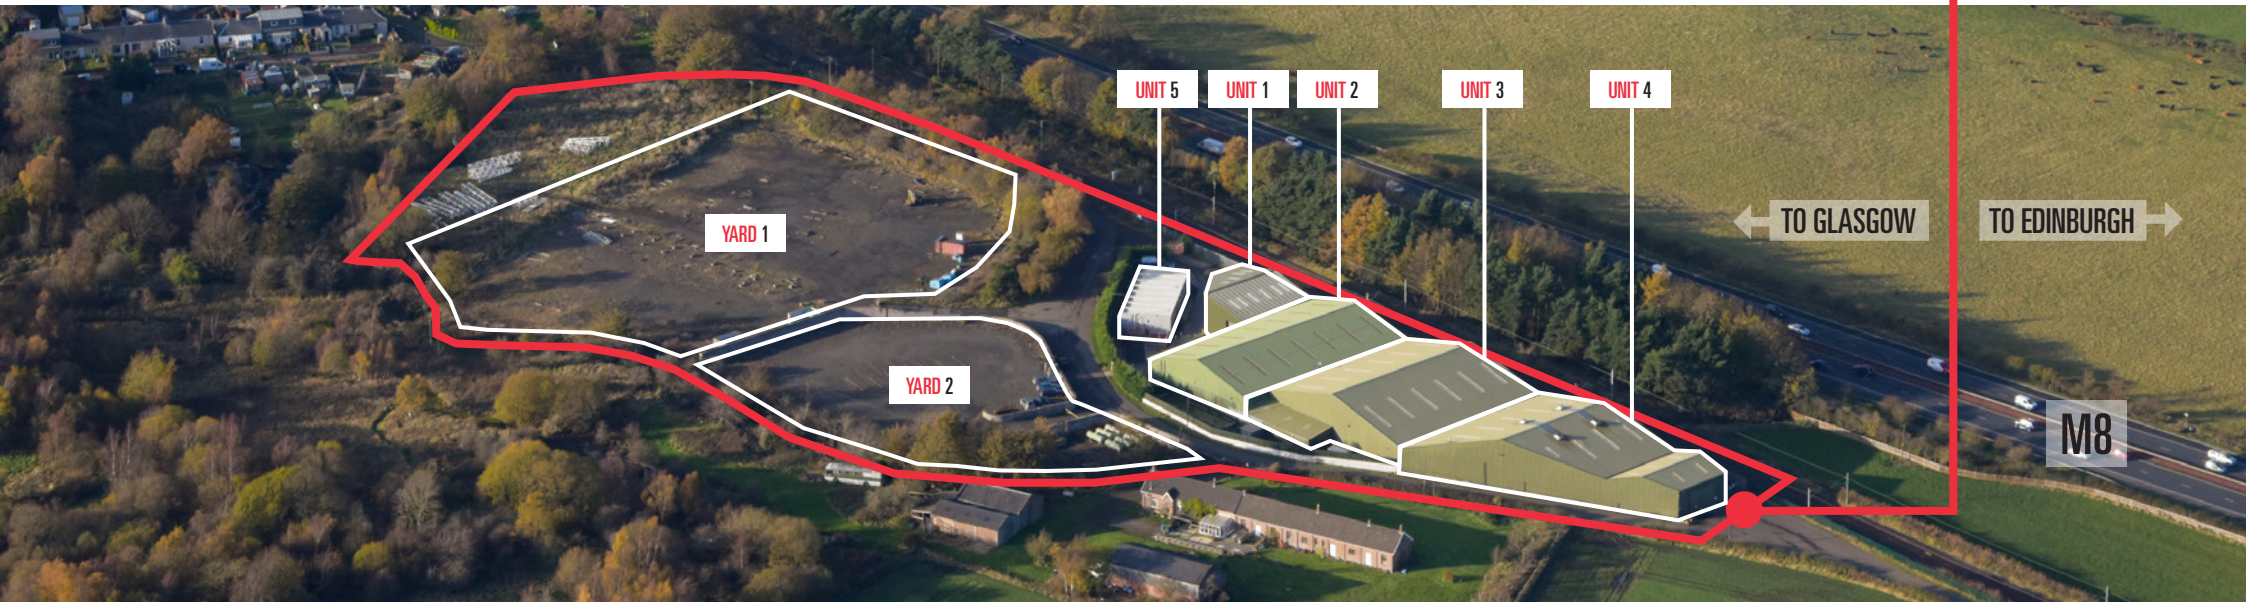 UNIT 5
UNIT 1
UNIT 2
UNIT 3
UNIT 4
YARD 1
TO GLASGOW
TO EDINBURGH
YARD 2
M8